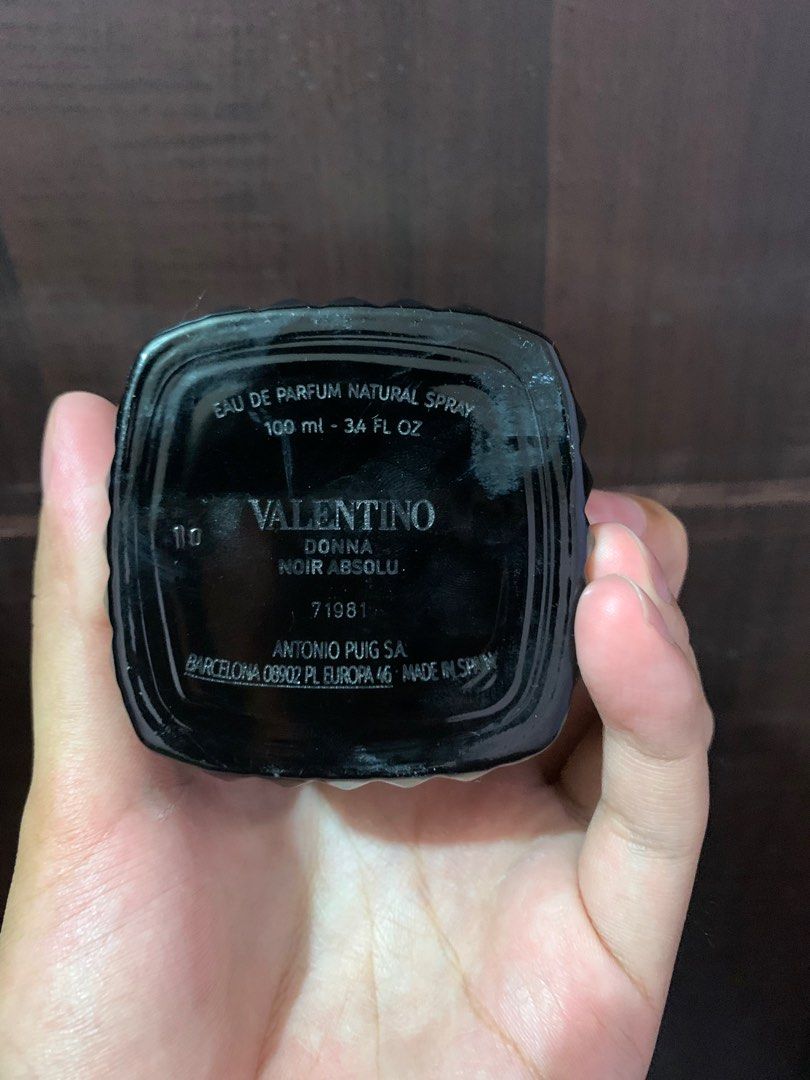 EAU DE PARFUM NATURAL SPRAY
100 ml - 3.4 FL OZ
10
VALENTINO
DONNA
NOIR ABSOLU
71981
ANTONIO PUIG S.A.
BARCELONA 08902 PL. EUROPA 46 MADE IN SPAIN